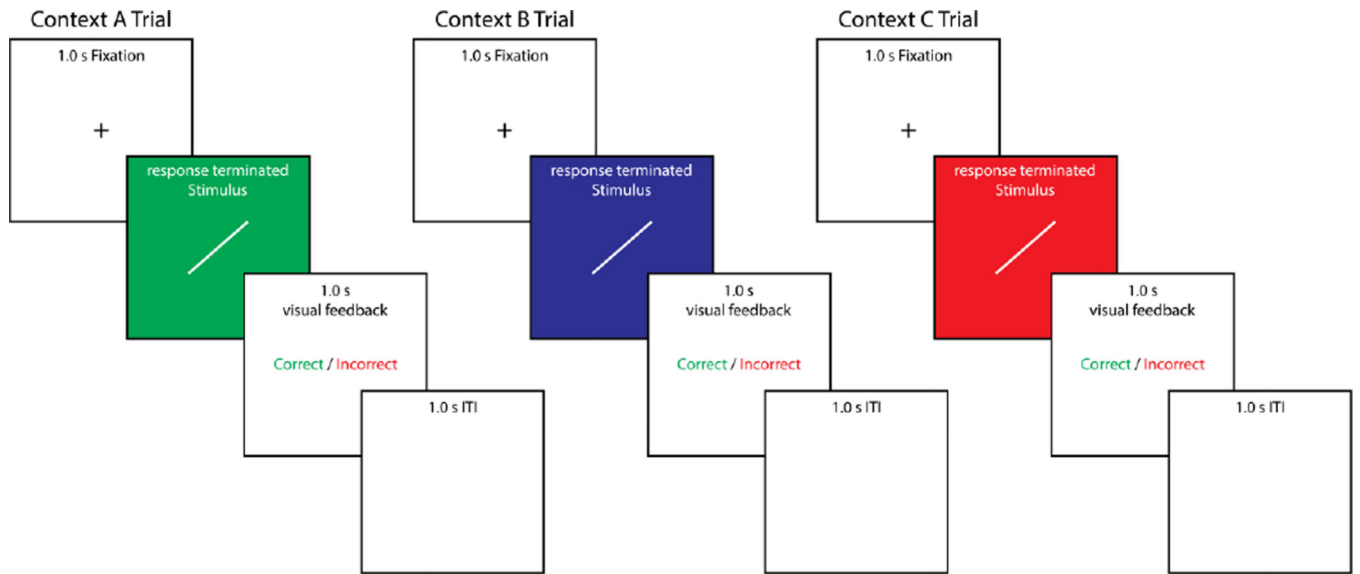 Context A Trial
1.0 s Fixation
+
response terminated
Stimulus
1.0 s
visual feedback
Correct / Incorrect
1.0 s ITI
Context B Trial
1.0 s Fixation
+
response terminated
Stimulus
1.0 s
visual feedback
Correct / Incorrect
1.0 s ITI
Context C Trial
1.0 s Fixation
+
response terminated
Stimulus
1.0 s
visual feedback
Correct / Incorrect
1.0 s ITI